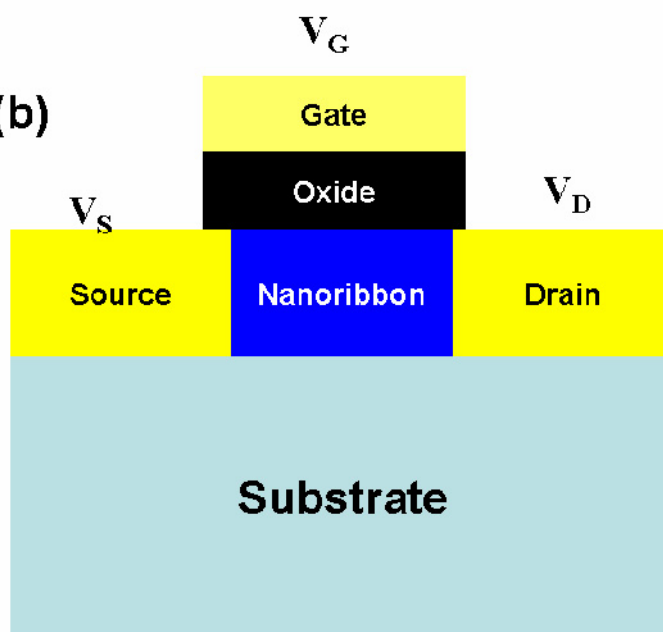 V_G
(b)
Gate
Oxide
V_S
V_D
Source
Nanoribbon
Drain
Substrate